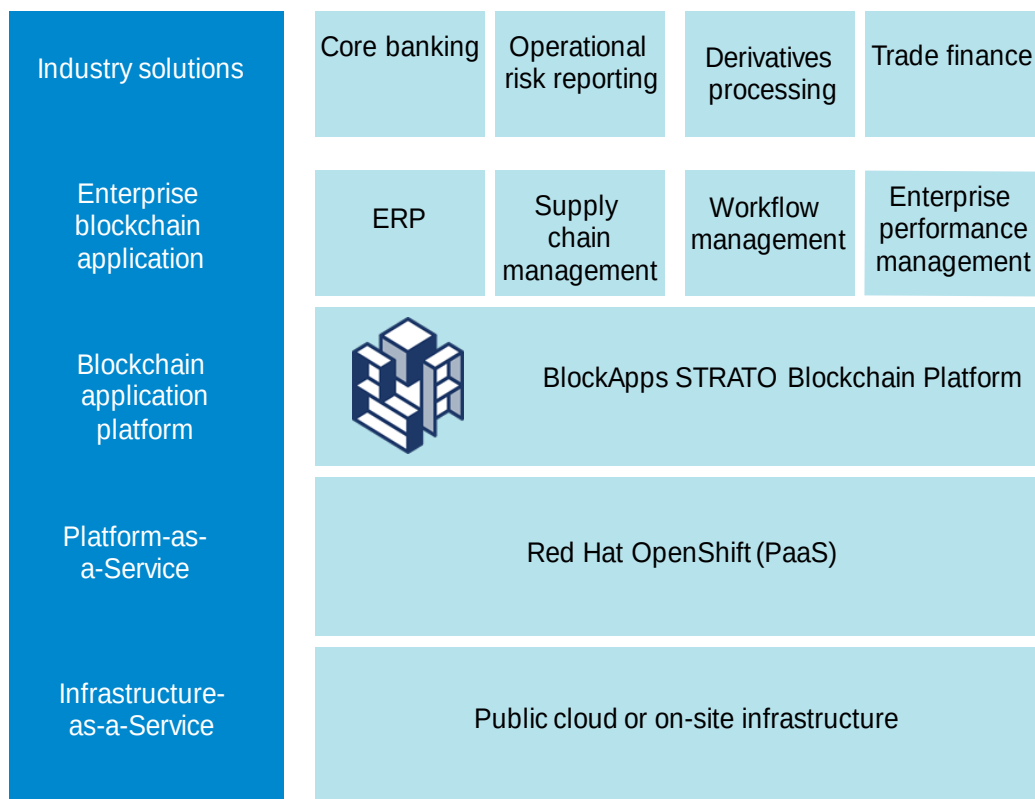 Industry solutions
Core banking
Operational
risk reporting
Derivatives
processing
Trade finance
Enterprise
blockchain
application
ERP
Supply
chain
management
Workflow
management
Enterprise
performance
management
Blockchain
application
platform
BlockApps STRATO Blockchain Platform
Platform-as-
a-Service
Red Hat OpenShift (PaaS)
Infrastructure-
as-a-Service
Public cloud or on-site infrastructure